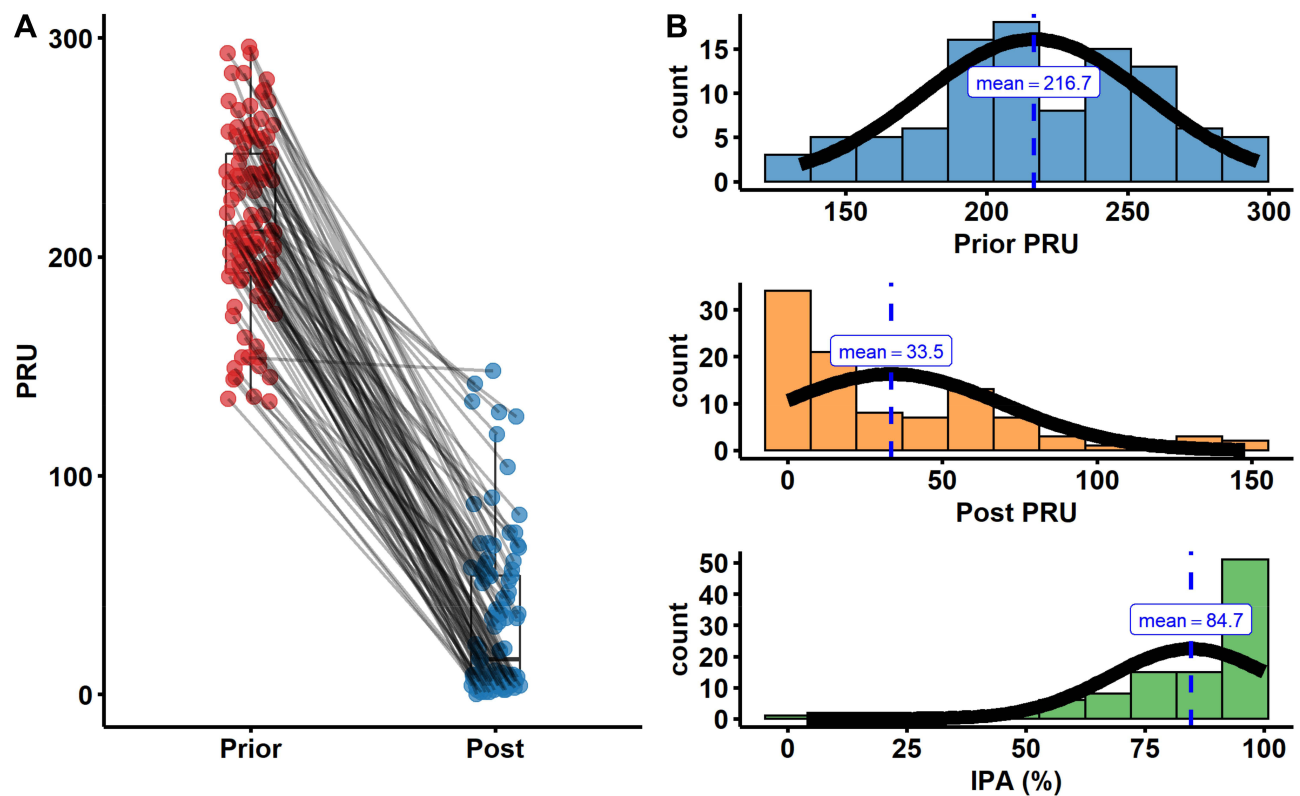 A
300
200
100
0
PRU
Prior Post
B
15
10
5
0
count
mean = 216.7
150 200 250 300
Prior PRU
30
20
10
0
count
mean = 33.5
0 50 100 150
Post PRU
50
40
30
20
10
0
count
mean = 84.7
0 25 50 75 100
IPA (%)